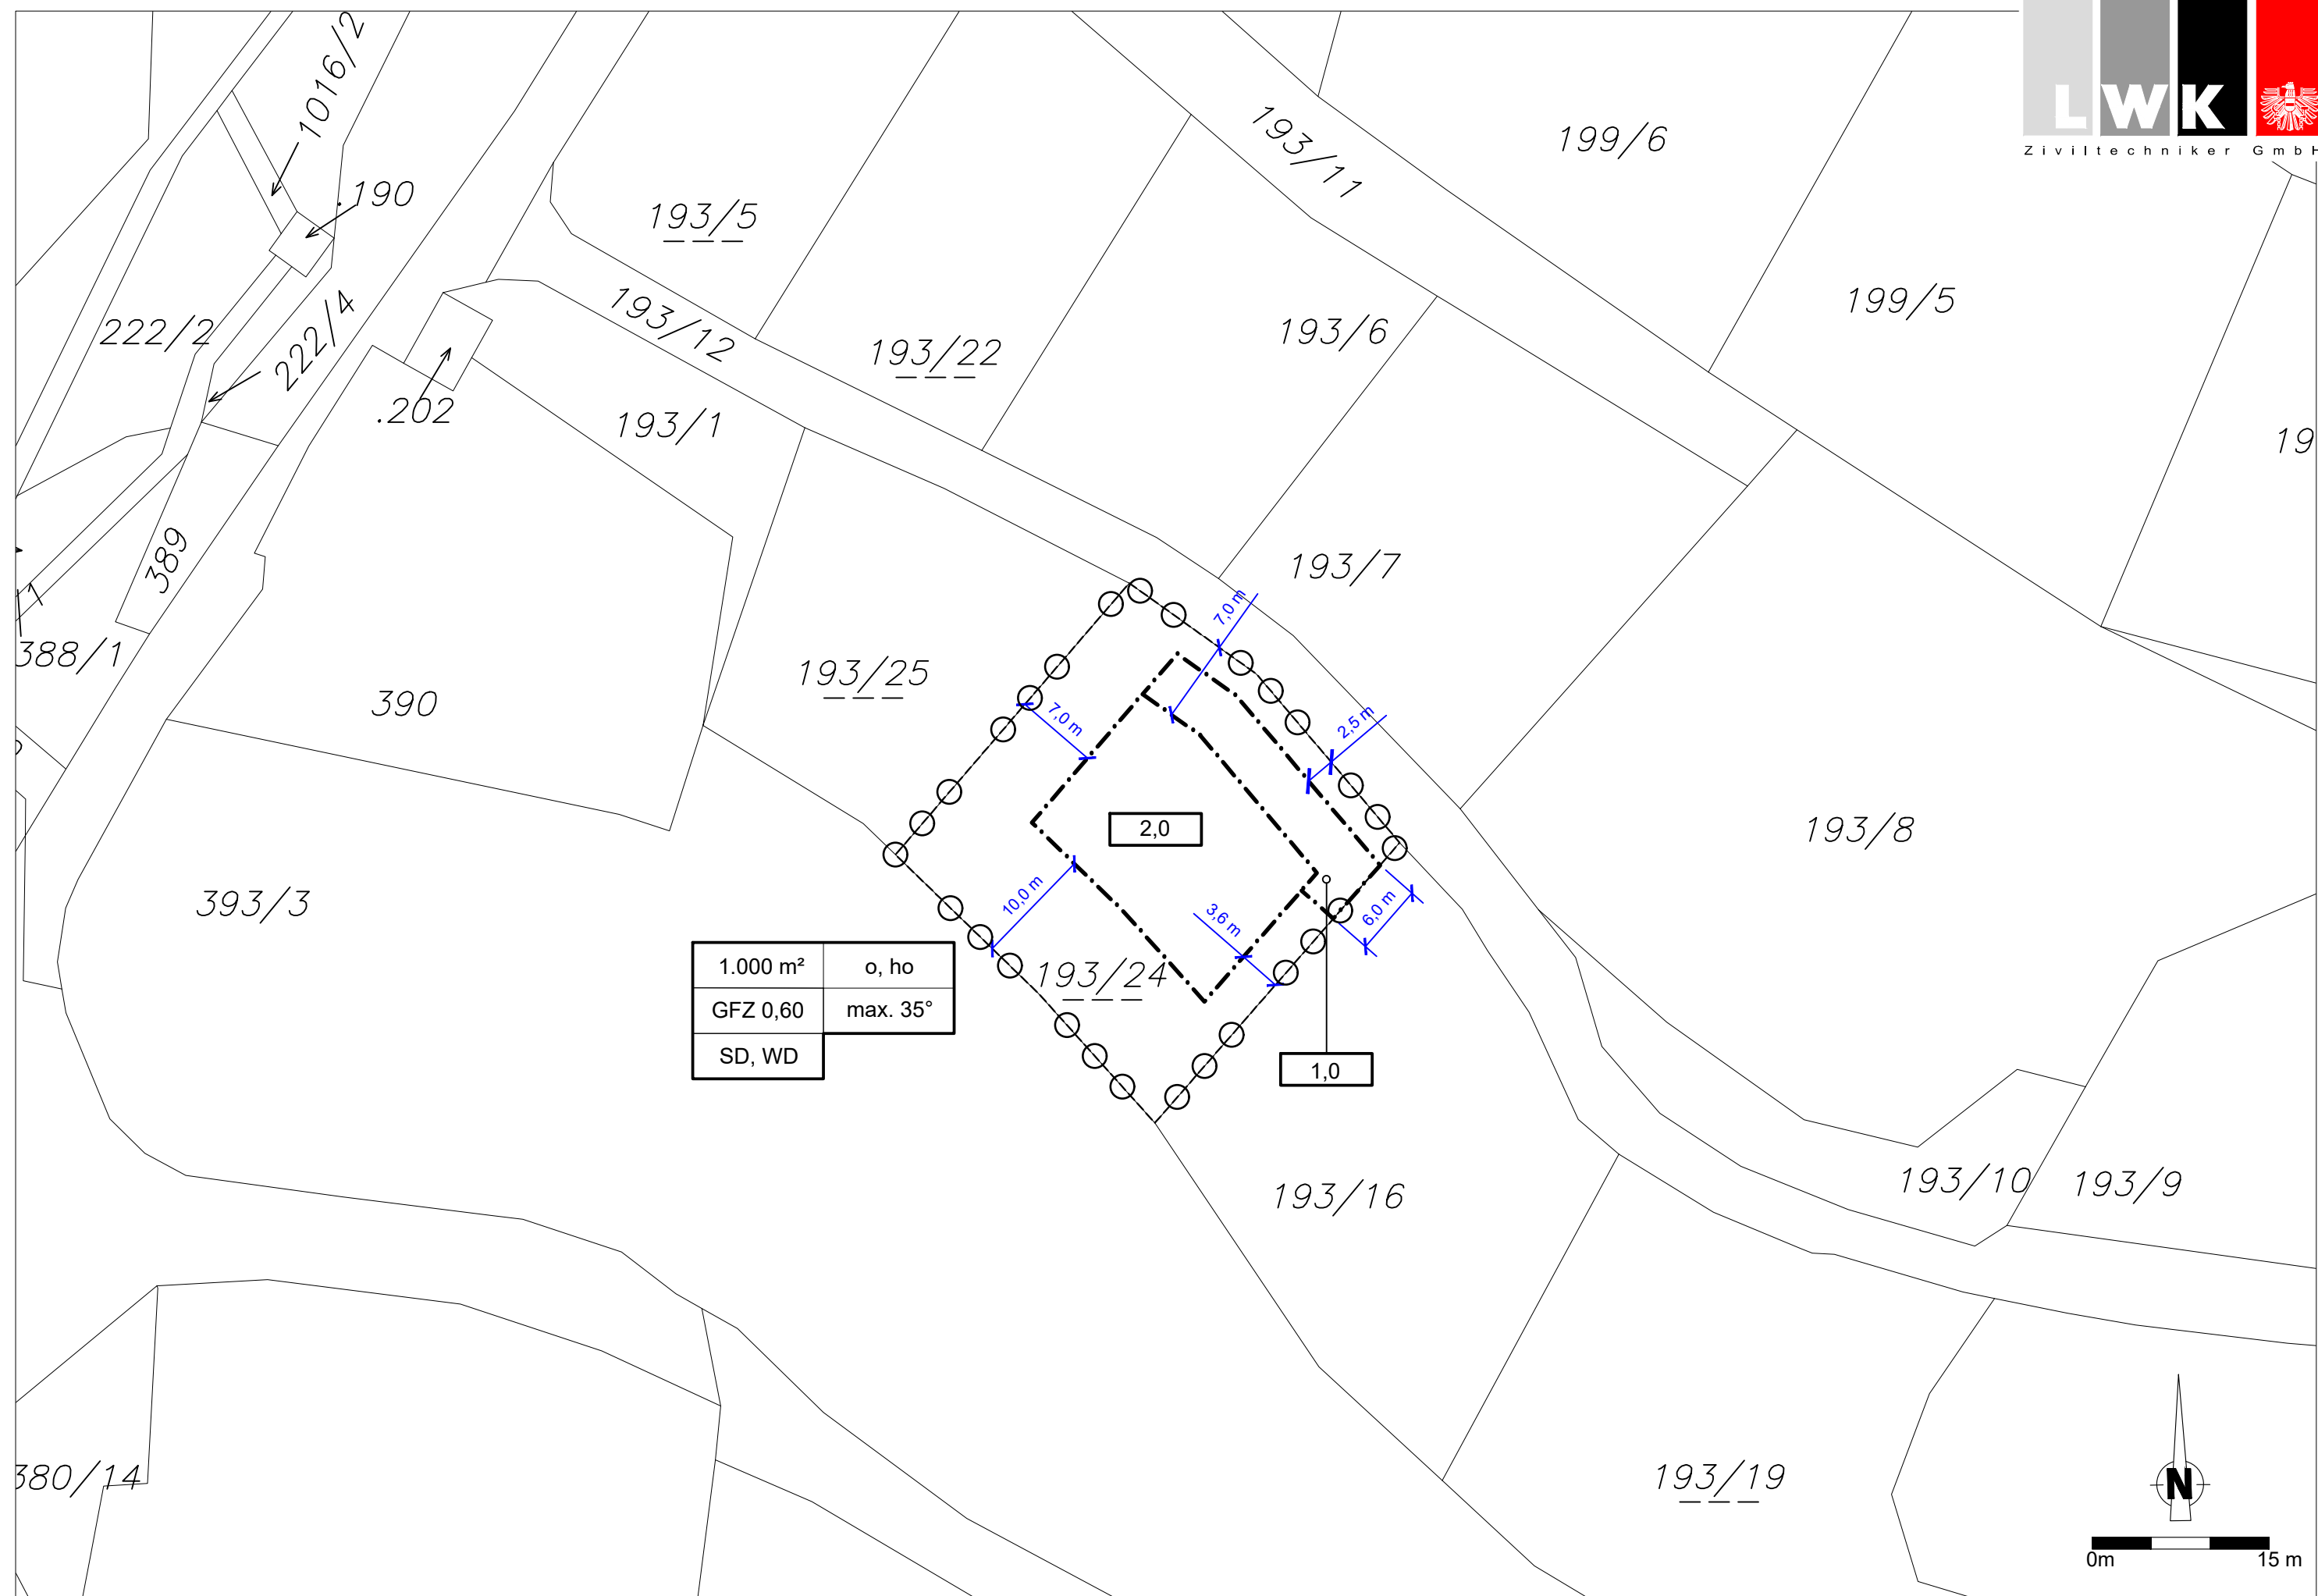 1016/2
LWK
Ziviltechniker GmbH
193/11
199/6
.190
193/5
199/5
193/12
193/6
222/2
222/4
193/22
.202
193/1
19
389
193/7
7,0 m
388/1
193/25
390
7,0 m
2,5 m
2,0
193/8
393/3
10,0 m
3,6 m
6,0 m
1.000 m² o, ho
GFZ 0,60 max. 35°
SD, WD
193/24
1,0
193/10
193/9
193/16
380/14
193/19
N
0m 15 m